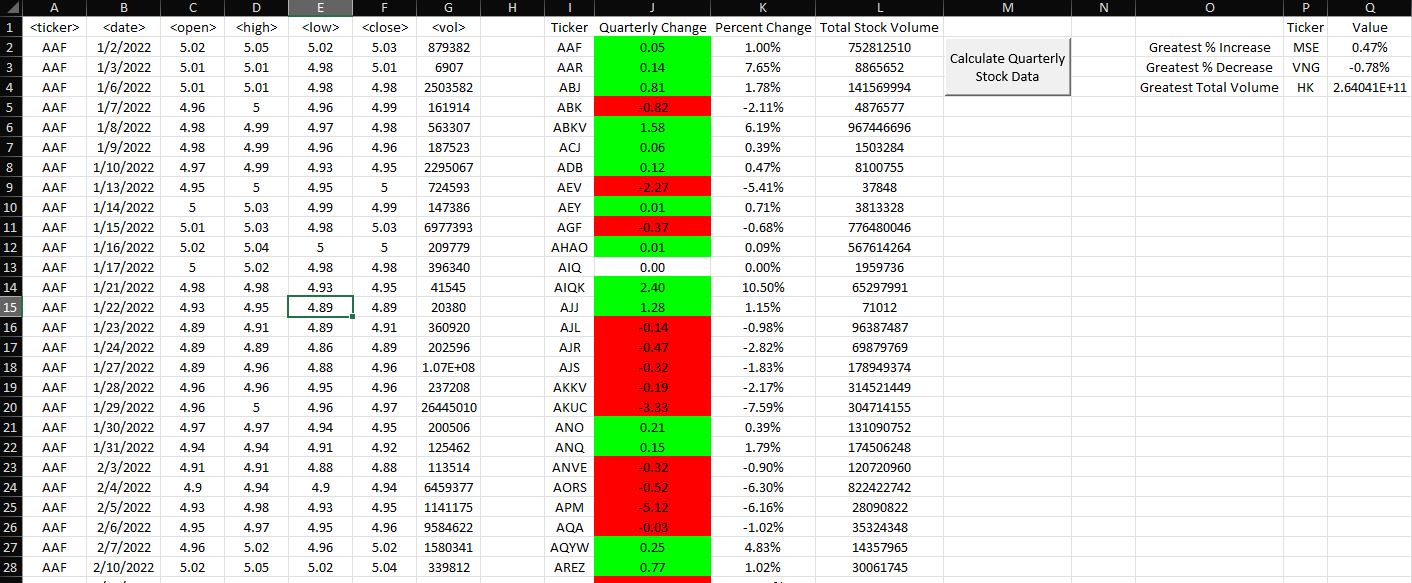 A B C D E F G H I J K L M N O P Q
1 <ticker> <date> <open> <high> <low> <close> <vol> Ticker Quarterly Change Percent Change Total Stock Volume Ticker Value
2 AAF 1/2/2022 5.02 5.05 5.02 5.03 879382 AAF 0.05 1.00% 752812510 Greatest % Increase MSE 0.47%
3 AAF 1/3/2022 5.01 5.01 4.98 5.01 6907 AAR 0.14 7.65% 8865652 Calculate Quarterly Greatest % Decrease VNG -0.78%
4 AAF 1/6/2022 5.01 5.01 4.98 4.98 2503582 ABJ 0.81 1.78% 141569994 Stock Data Greatest Total Volume HK 2.64041E+11
5 AAF 1/7/2022 4.96 5 4.96 4.99 161914 ABK -0.82 -2.11% 4876577
6 AAF 1/8/2022 4.98 4.99 4.97 4.98 563307 ABKV 1.58 6.19% 967446696
7 AAF 1/9/2022 4.98 4.99 4.96 4.96 187523 ACJ 0.06 0.39% 1503284
8 AAF 1/10/2022 4.97 4.99 4.93 4.95 2295067 ADB 0.12 0.47% 8100755
9 AAF 1/13/2022 4.95 5 4.95 5 724593 AEV -2.27 -5.41% 37848
10 AAF 1/14/2022 5 5.03 4.99 4.99 147386 AEY 0.01 0.71% 3813328
11 AAF 1/15/2022 5.01 5.03 4.98 5.03 6977393 AGF -0.37 -0.68% 776480046
12 AAF 1/16/2022 5.02 5.04 5 5 209779 AHAO 0.01 0.09% 567614264
13 AAF 1/17/2022 5 5.02 4.98 4.98 396340 AIQ 0.00 0.00% 1959736
14 AAF 1/21/2022 4.98 4.98 4.93 4.95 41545 AIQK 2.40 10.50% 65297991
15 AAF 1/22/2022 4.93 4.95 4.89 4.89 20380 AJJ 1.28 1.15% 71012
16 AAF 1/23/2022 4.89 4.91 4.89 4.91 360920 AJL -0.14 -0.98% 96387487
17 AAF 1/24/2022 4.89 4.89 4.86 4.89 202596 AJR -0.47 -2.82% 69879769
18 AAF 1/27/2022 4.89 4.96 4.88 4.96 1.07E+08 AJS -0.32 -1.83% 178949374
19 AAF 1/28/2022 4.96 4.96 4.95 4.96 237208 AKKV -0.19 -2.17% 314521449
20 AAF 1/29/2022 4.96 5 4.96 4.97 26445010 AKUC -3.33 -7.59% 304714155
21 AAF 1/30/2022 4.97 4.97 4.94 4.95 200506 ANO 0.21 0.39% 131090752
22 AAF 1/31/2022 4.94 4.94 4.91 4.92 125462 ANQ 0.15 1.79% 174506248
23 AAF 2/3/2022 4.91 4.91 4.88 4.88 113514 ANVE -0.32 -0.90% 120720960
24 AAF 2/4/2022 4.9 4.94 4.9 4.94 6459377 AORS -0.52 -6.30% 822422742
25 AAF 2/5/2022 4.93 4.98 4.93 4.95 1141175 APM -5.12 -6.16% 28090822
26 AAF 2/6/2022 4.95 4.97 4.95 4.96 9584622 AQA -0.03 -1.02% 35324348
27 AAF 2/7/2022 4.96 5.02 4.96 5.02 1580341 AQYW 0.25 4.83% 14357965
28 AAF 2/10/2022 5.02 5.05 5.02 5.04 339812 AREZ 0.77 1.02% 30061745